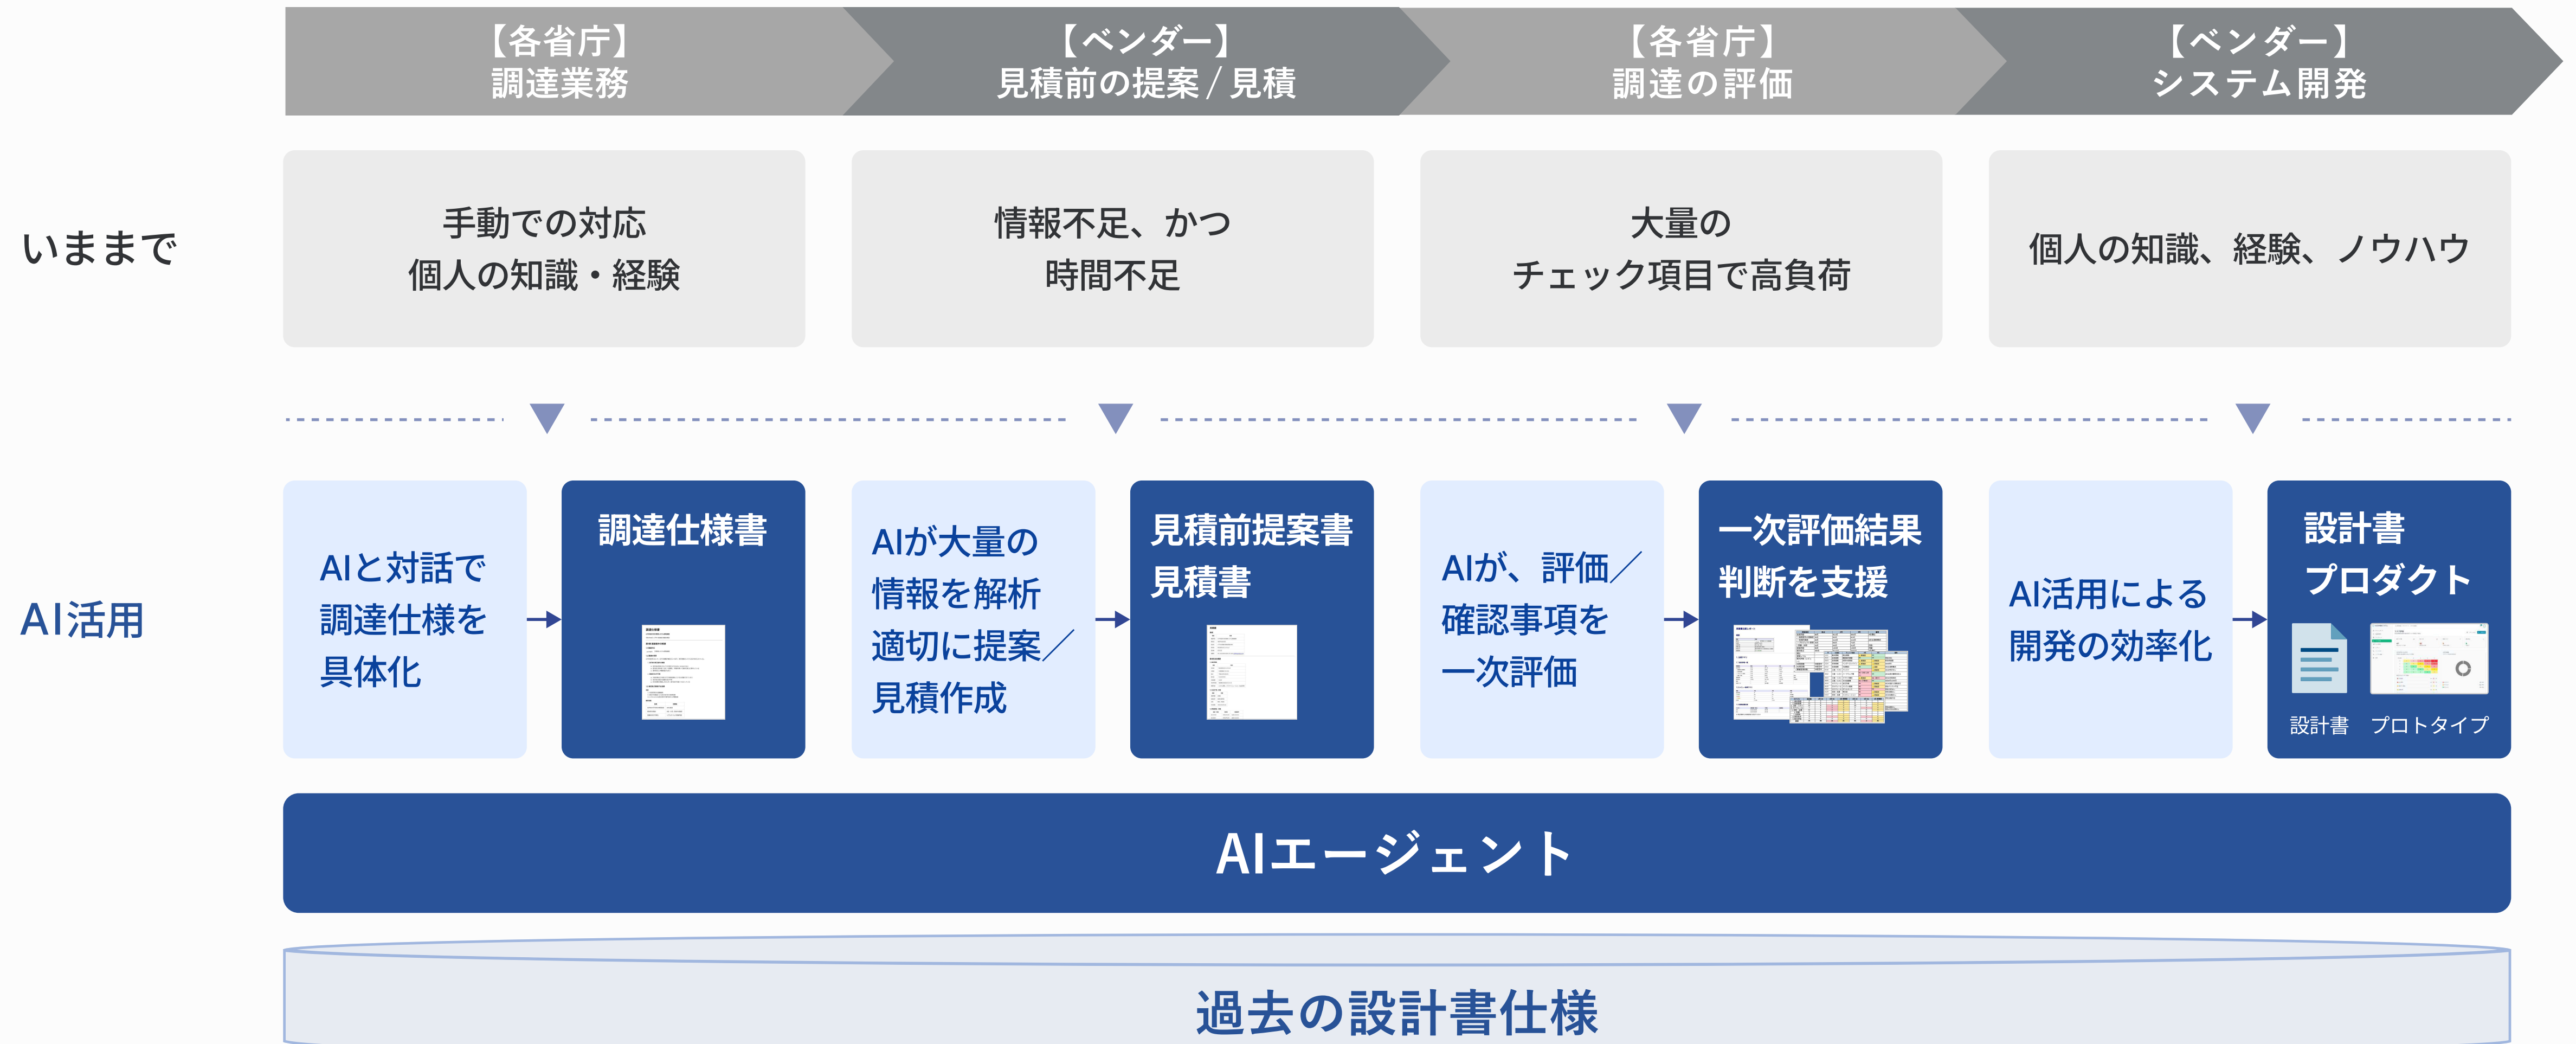 【各省庁】
調達業務
【ベンダー】
見積前の提案／見積
【各省庁】
調達の評価
【ベンダー】
システム開発
いままで
手動での対応
個人の知識・経験
情報不足、かつ
時間不足
大量の
チェック項目で高負荷
個人の知識、経験、ノウハウ
AI活用
AIと対話で
調達仕様を
具体化
調達仕様書
AIが大量の
情報を解析
適切に提案／
見積作成
見積前提案書
見積書
AIが、評価／
確認事項を
一次評価
一次評価結果
判断を支援
AI活用による
開発の効率化
設計書
プロダクト
設計書
プロトタイプ
AIエージェント
過去の設計書仕様